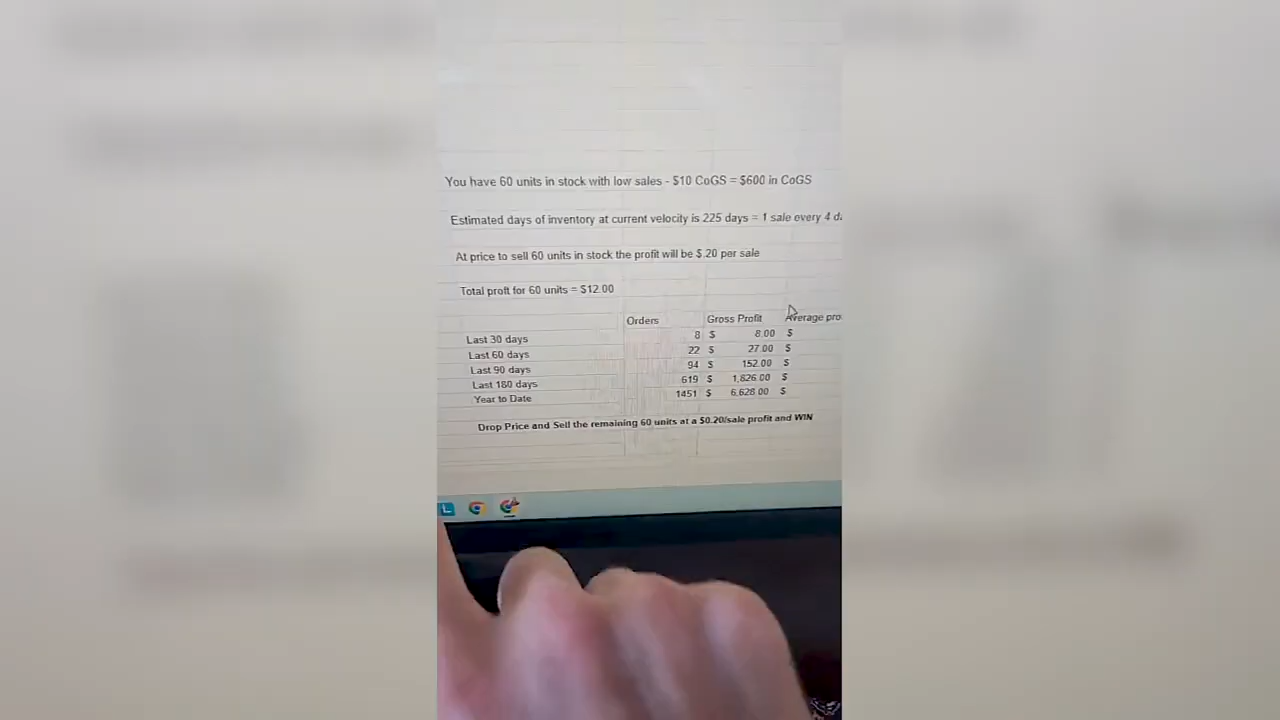 You have 60 units in stock with low sales - $10 CoGS = $600 in CoGS
Estimated days of inventory at current velocity is 225 days = 1 sale every 4
At price to sell 60 units in stock the profit will be $.20 per sale
Total proft for 60 units = $12.00
Orders Gross Profit Average
Last 30 days 8 $ 8.00 $
Last 60 days 22 $ 27.00 $
Last 90 days 94 $ 152.00 $
Last 180 days 619 $ 1,826.00 $
Year to Date 1451 $ 6,628.00 $
Drop Price and Sell the remaining 60 units at a $0.20/sale profit and WIN